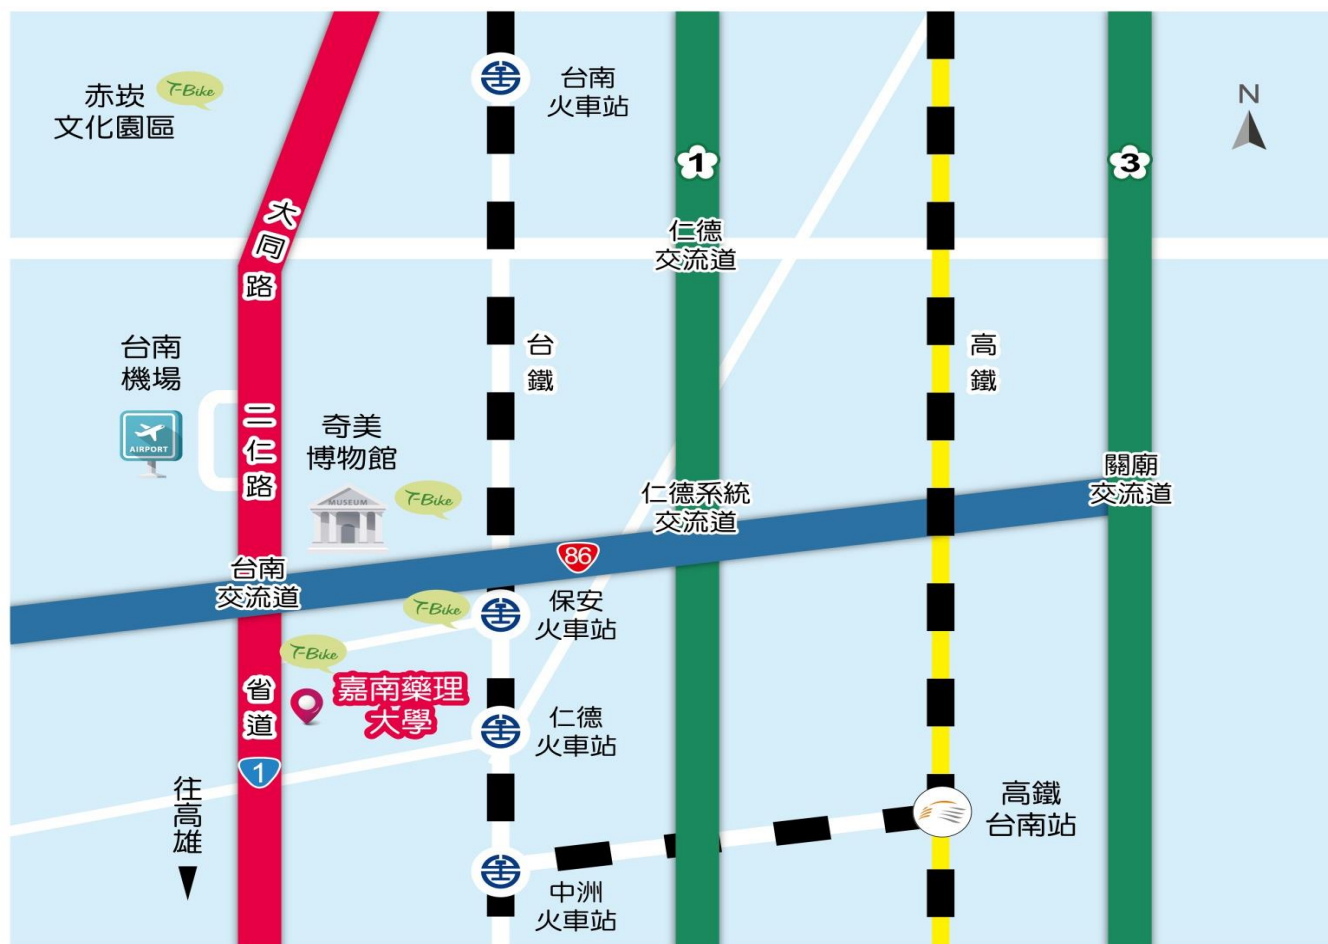 赤崁
文化園區
T-Bike
台南
火車站
N
1
3
大同路
仁德
交流道
台南
機場
AIRPORT
二仁路
奇美
博物館
MUSEUM
T-Bike
台鐵
高鐵
仁德系統
交流道
關廟
交流道
86
台南
交流道
T-Bike
保安
火車站
T-Bike
嘉南藥理
大學
省道
1
仁德
火車站
往高雄
高鐵
台南站
中洲
火車站